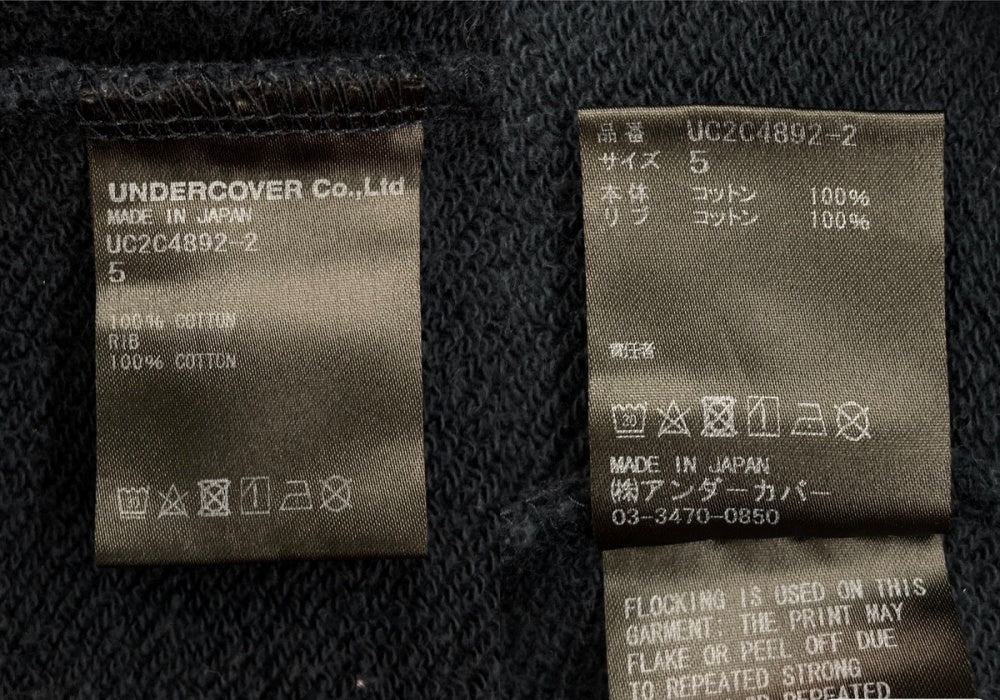 UNDERCOVER Co.,Ltd
MADE IN JAPAN
UC2C4892-2
5
100% COTTON
RIB
100% COTTON
30
品番 UC2C4892-2
サイズ 5
本体 コットン 100%
リブ コットン 100%
責任者
30
MADE IN JAPAN
㈱アンダーカバー
03-3470-0850
FLOCKING IS USED ON THIS
GARMENT; THE PRINT MAY
FLAKE OR PEEL OFF DUE
TO REPEATED STRONG
REPEATED